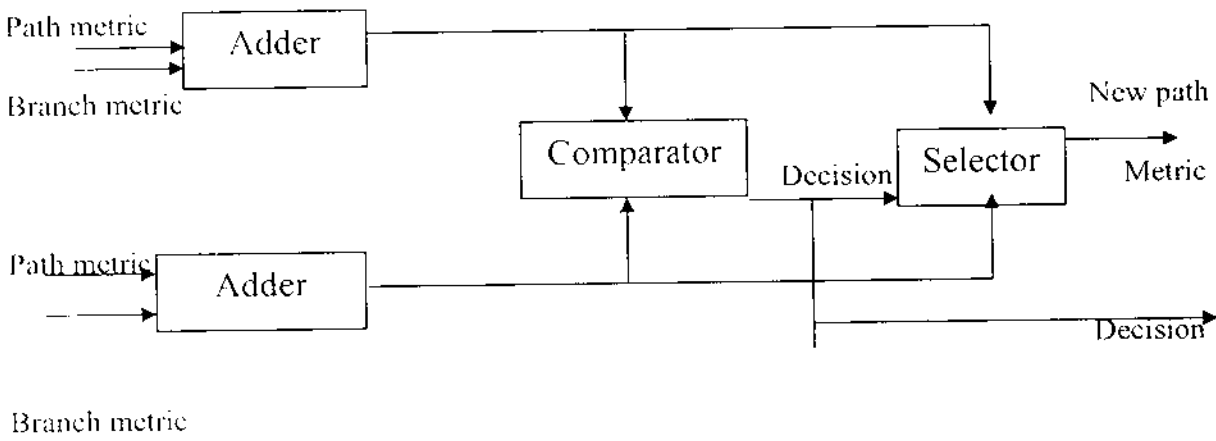 Path metric
Adder
Branch metric
New path
Comparator
Decision
Selector
Metric
Path metric
Adder
Decision
Branch metric